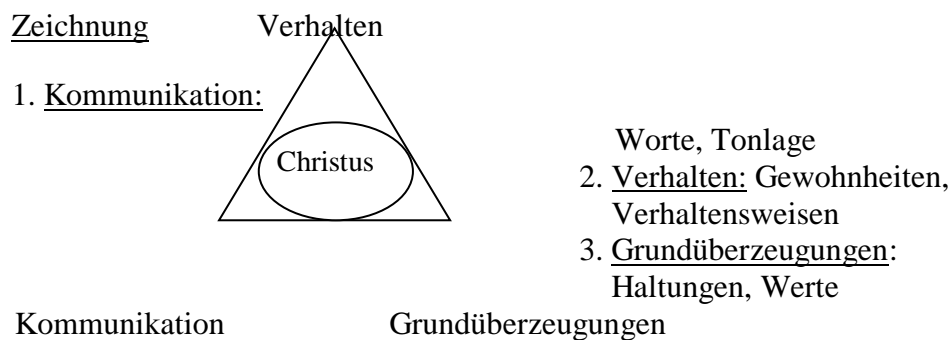 Zeichnung Verhalten
1. Kommunikation:
Worte, Tonlage
Christus
2. Verhalten: Gewohnheiten,
Verhaltensweisen
3. Grundüberzeugungen:
Haltungen, Werte
Kommunikation Grundüberzeugungen